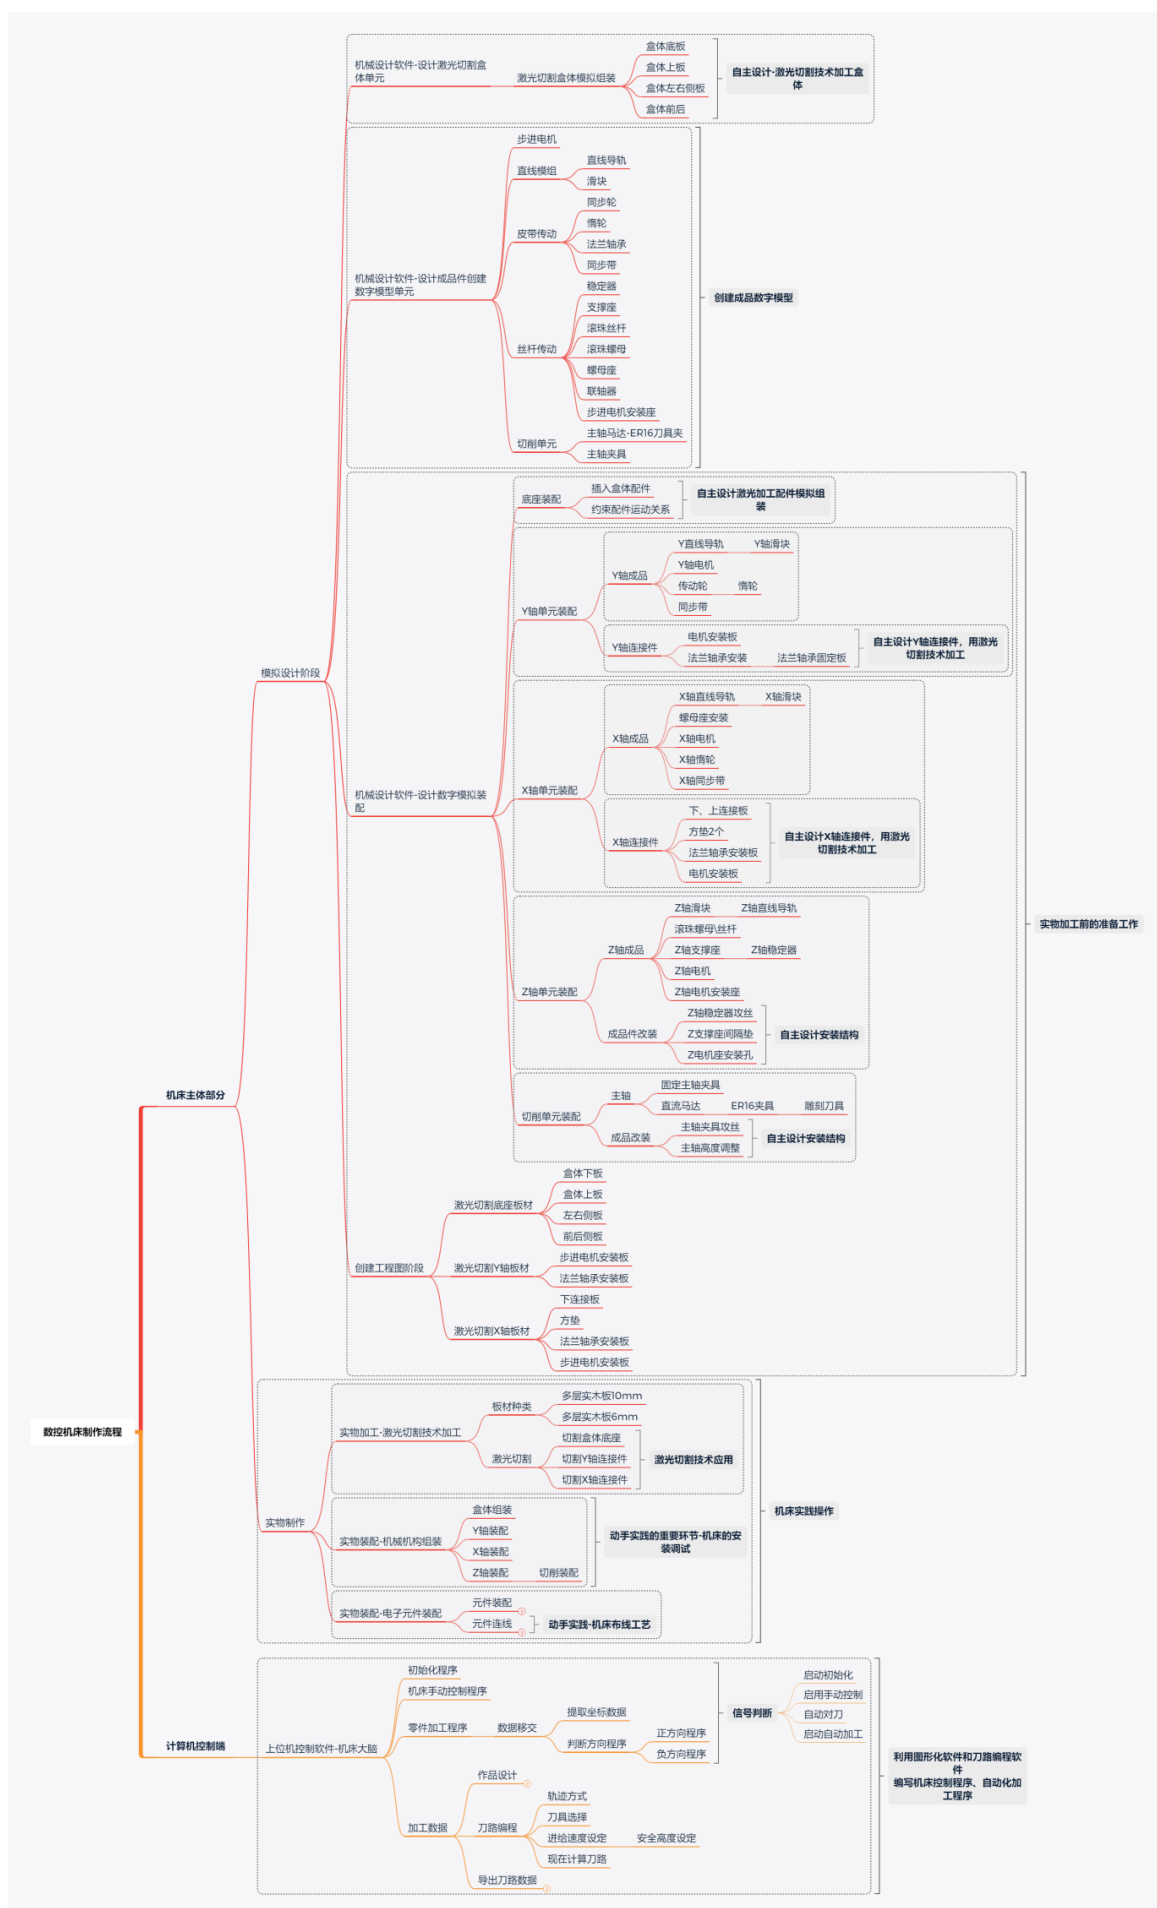 数控机床制作流程
机床主体部分
模拟设计阶段
机械设计软件-设计激光切割盒
体单元
激光切割盒体模拟组装
盒体底板
盒体上板
盒体左右侧板
盒体前后
自主设计-激光切割技术加工盒
体
机械设计软件-设计成品件创建
数字模型单元
步进电机
直线模组
直线导轨
滑块
皮带传动
同步轮
惰轮
法兰轴承
同步带
丝杆传动
稳定器
支撑座
滚珠丝杆
滚珠螺母
螺母座
联轴器
步进电机安装座
切削单元
主轴马达-ER16刀具夹
主轴夹具
创建成品数字模型
机械设计软件-设计数字模拟装
配
底座装配
插入盒体配件
约束配件运动关系
自主设计激光加工配件模拟组
装
Y轴单元装配
Y轴成品
Y直线导轨
Y轴滑块
Y轴电机
传动轮
惰轮
同步带
Y轴连接件
电机安装板
法兰轴承安装
法兰轴承固定板
自主设计Y轴连接件，用激光
切割技术加工
X轴单元装配
X轴成品
X轴直线导轨
X轴滑块
螺母座安装
X轴电机
X轴惰轮
X轴同步带
X轴连接件
下、上连接板
方垫2个
法兰轴承安装板
电机安装板
自主设计X轴连接件，用激光
切割技术加工
Z轴单元装配
Z轴成品
Z轴滑块
Z轴直线导轨
滚珠螺母\丝杆
Z轴支撑座
Z轴稳定器
Z轴电机
Z轴电机安装座
成品件改装
Z轴稳定器攻丝
Z支撑座间隔垫
Z电机座安装孔
自主设计安装结构
切削单元装配
主轴
固定主轴夹具
直流马达
ER16夹具
雕刻刀具
成品改装
主轴夹具攻丝
主轴高度调整
自主设计安装结构
创建工程图阶段
激光切割底座板材
盒体下板
盒体上板
左右侧板
前后侧板
激光切割Y轴板材
步进电机安装板
法兰轴承安装板
激光切割X轴板材
下连接板
方垫
法兰轴承安装板
步进电机安装板
实物加工前的准备工作
实物制作
实物加工-激光切割技术加工
板材种类
多层实木板10mm
多层实木板6mm
激光切割
切割盒体底座
切割Y轴连接件
切割X轴连接件
激光切割技术应用
实物装配-机械机构组装
盒体组装
Y轴装配
X轴装配
Z轴装配
切削装配
动手实践的重要环节-机床的安
装调试
实物装配-电子元件装配
元件装配
元件连线
动手实践-机床布线工艺
机床实践操作
计算机控制端
上位机控制软件-机床大脑
初始化程序
机床手动控制程序
零件加工程序
数据移交
提取坐标数据
判断方向程序
正方向程序
负方向程序
信号判断
启动初始化
启用手动控制
自动对刀
启动自动加工
加工数据
作品设计
刀路编程
轨迹方式
刀具选择
进给速度设定
安全高度设定
现在计算刀路
导出刀路数据
利用图形化软件和刀路编程软
件
编写机床控制程序、自动化加
工程序